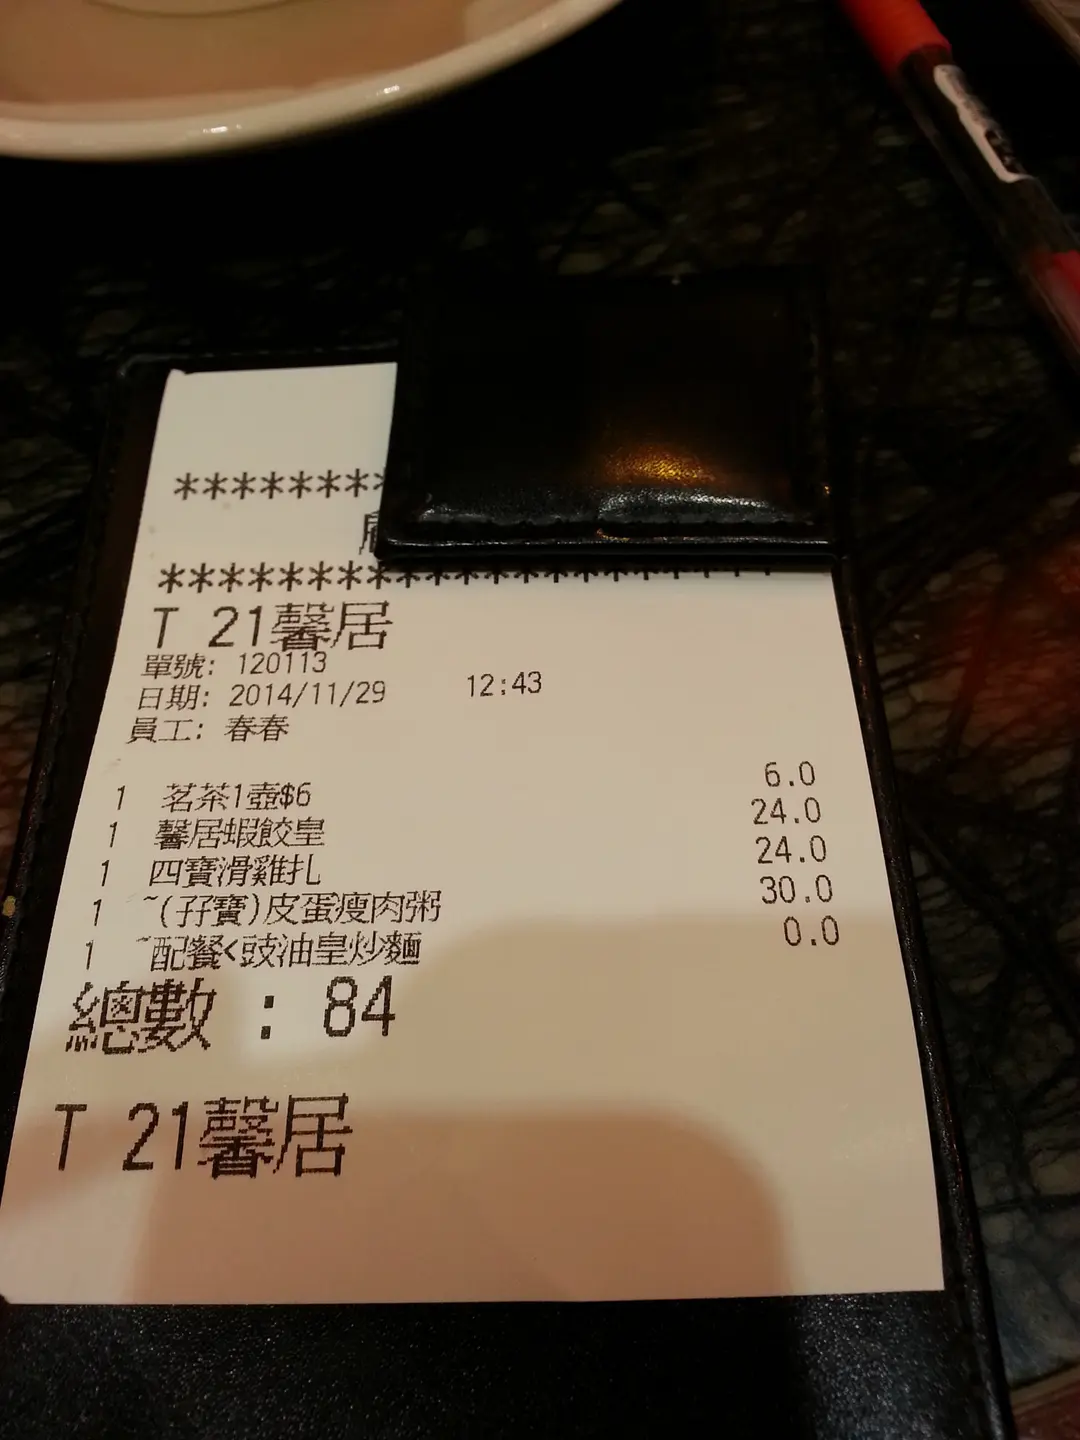 ********
*********************
T 21馨居
單號: 120113
日期: 2014/11/29 12:43
員工: 春春
1 茗茶1壺$6 6.0
1 馨居蝦餃皇 24.0
1 四寶滑雞扎 24.0
1 ~(孖寶)皮蛋瘦肉粥 30.0
1 ~配餐<豉油皇炒麵 0.0
總數 : 84
T 21馨居